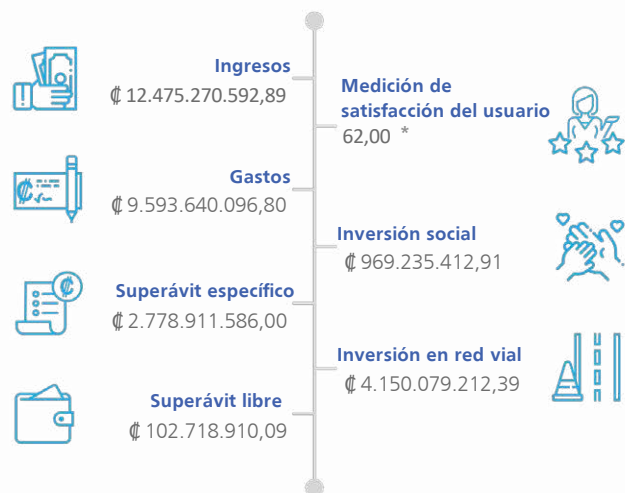 Ingresos
₡ 12.475.270.592,89
Medición de
satisfacción del usuario
62,00 *
Gastos
₡ 9.593.640.096,80
Inversión social
₡ 969.235.412,91
Superávit específico
₡ 2.778.911.586,00
Inversión en red vial
₡ 4.150.079.212,39
Superávit libre
₡ 102.718.910,09